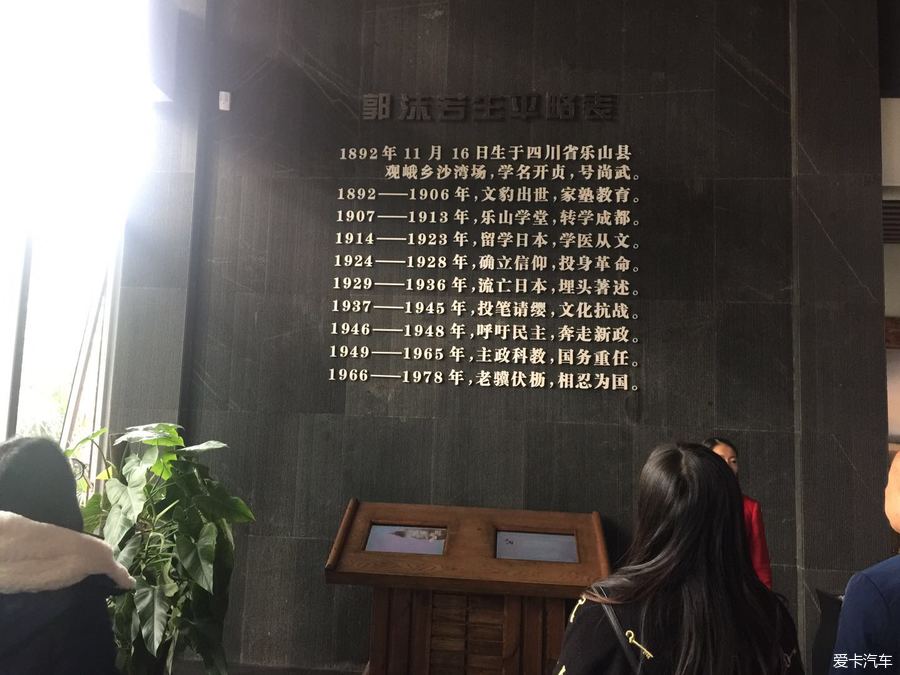 郭沫若生平略表
1892年11月16日生于四川省乐山县
观峨乡沙湾场,学名开贞,号尚武。
1892——1906年,文豹出世,家塾教育。
1907——1913年,乐山学堂,转学成都。
1914——1923年,留学日本,学医从文。
1924——1928年,确立信仰,投身革命。
1929——1936年,流亡日本,埋头著述。
1937——1945年,投笔请缨,文化抗战。
1946——1948年,呼吁民主,奔走新政。
1949——1965年,主政科教,国务重任。
1966——1978年,老骥伏枥,相忍为国。
爱卡汽车